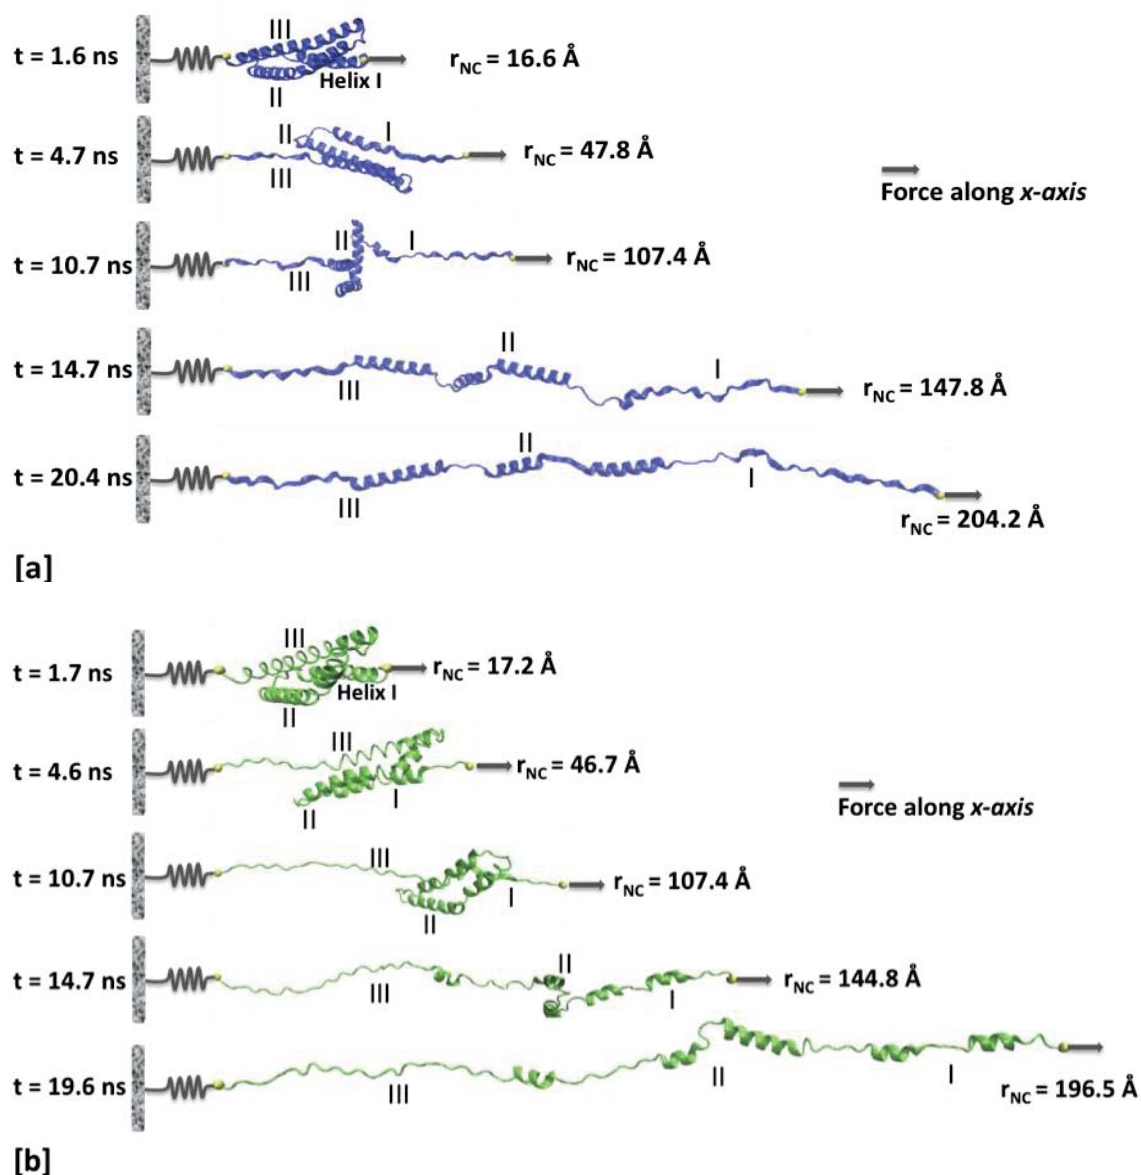 III
t = 1.6 ns
r_NC = 16.6 Å
Helix I
II
II
I
t = 4.7 ns
r_NC = 47.8 Å
III
Force along x-axis
II
I
t = 10.7 ns
r_NC = 107.4 Å
III
II
t = 14.7 ns
I
III
r_NC = 147.8 Å
II
t = 20.4 ns
I
III
r_NC = 204.2 Å
[a]
III
t = 1.7 ns
r_NC = 17.2 Å
Helix I
II
III
t = 4.6 ns
r_NC = 46.7 Å
I
II
Force along x-axis
III
t = 10.7 ns
r_NC = 107.4 Å
I
II
II
t = 14.7 ns
r_NC = 144.8 Å
III
I
t = 19.6 ns
II
I
III
r_NC = 196.5 Å
[b]